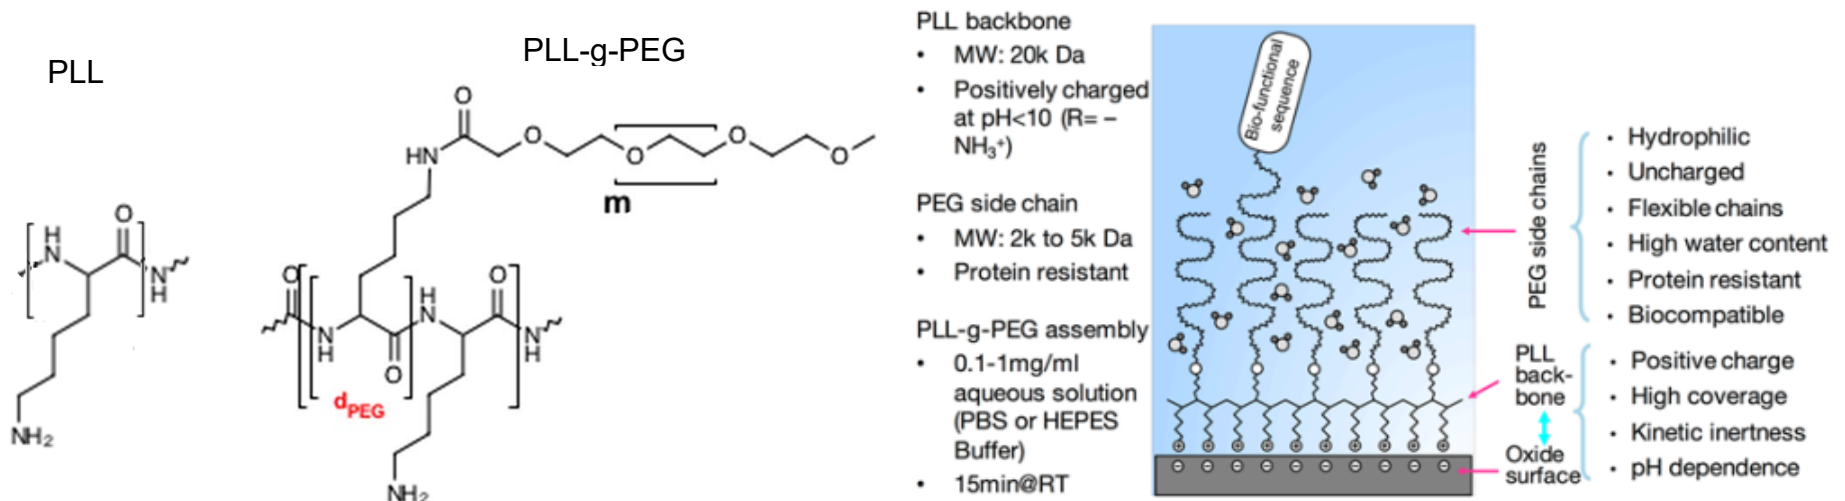 PLL
O
H
N
N
H
NH₂
PLL-g-PEG
O
O
O
O
O
HN
m
O
H
N
O
N
H
O
N
H
dPEG
NH₂
PLL backbone
• MW: 20k Da
• Positively charged
at pH<10 (R= –
NH₃⁺)
PEG side chain
• MW: 2k to 5k Da
• Protein resistant
PLL-g-PEG assembly
• 0.1-1mg/ml
aqueous solution
(PBS or HEPES
Buffer)
• 15min@RT
Bio-functional
sequence
PEG side chains
• Hydrophilic
• Uncharged
• Flexible chains
• High water content
• Protein resistant
• Biocompatible
PLL
back-
bone
Oxide
surface
• Positive charge
• High coverage
• Kinetic inertness
• pH dependence